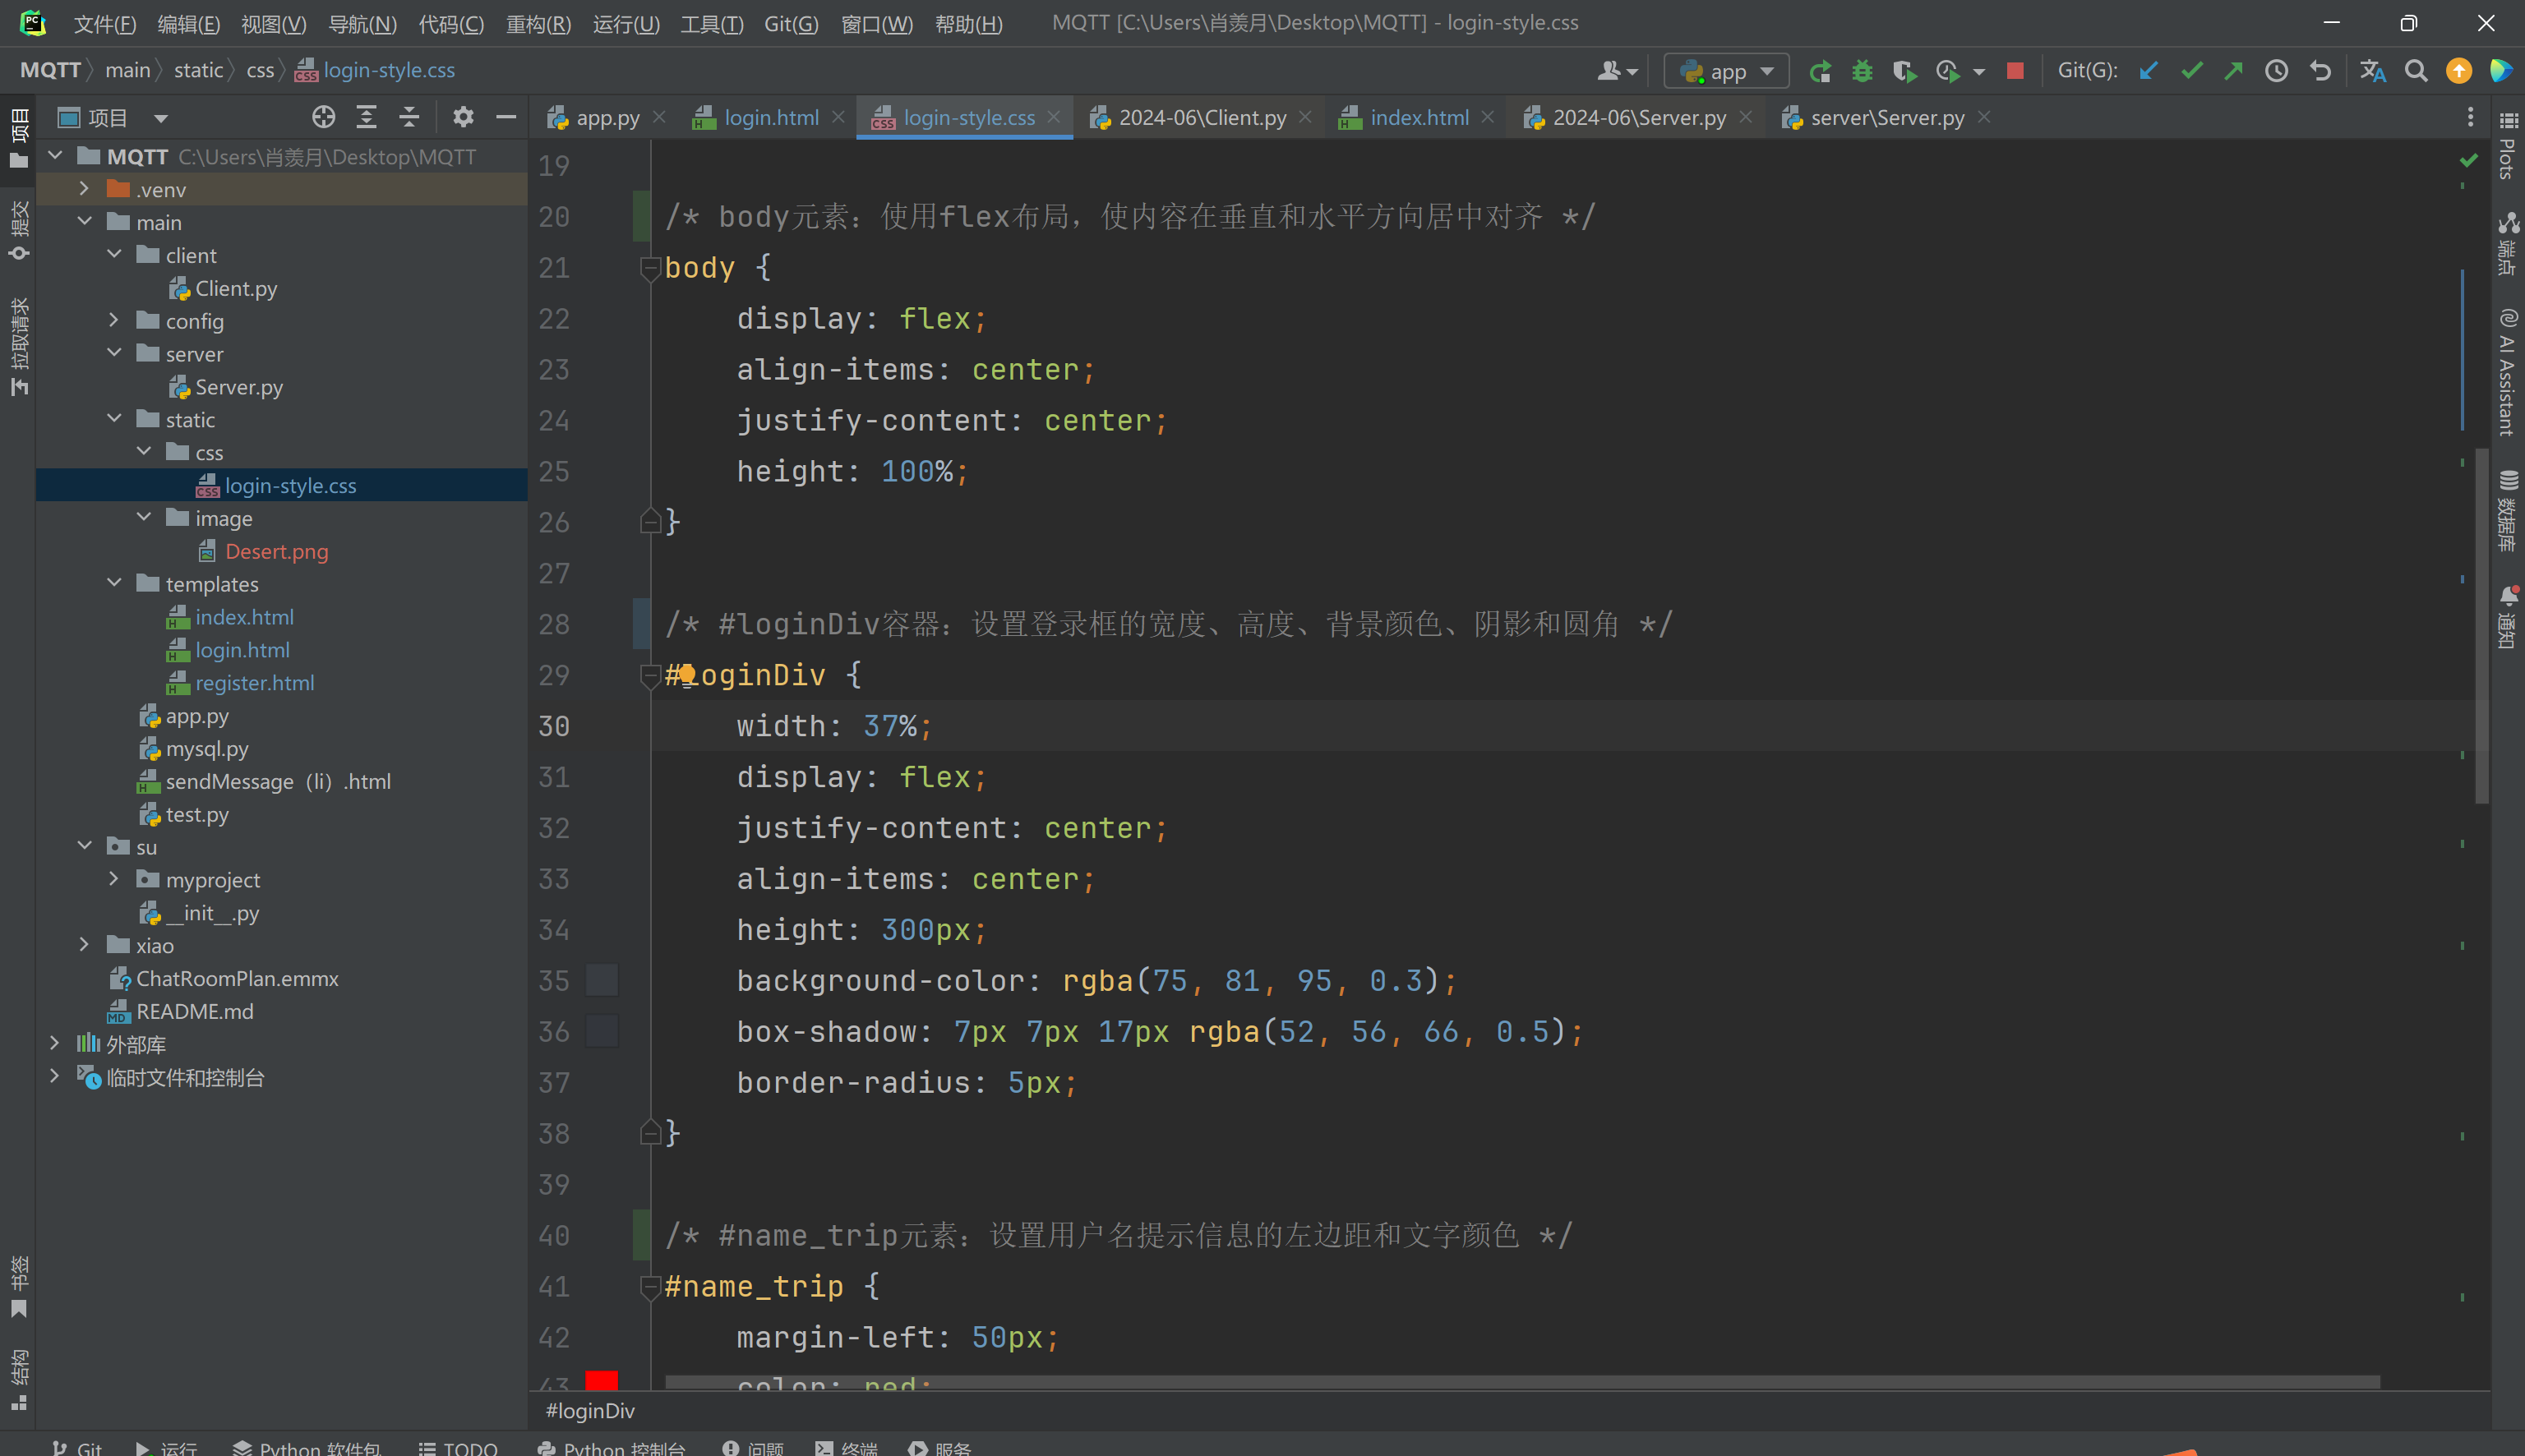 文件(F) 编辑(E) 视图(V) 导航(N) 代码(C) 重构(R) 运行(U) 工具(T) Git(G) 窗口(W) 帮助(H) MQTT [C:\Users\肖羡月\Desktop\MQTT] - login-style.css
MQTT main static css login-style.css app Git(G):
项目 app.py login.html login-style.css 2024-06\Client.py index.html 2024-06\Server.py server\Server.py
项目
提交
拉取请求
书签
结构
MQTT C:\Users\肖羡月\Desktop\MQTT
.venv
main
client
Client.py
config
server
Server.py
static
css
login-style.css
image
Desert.png
templates
index.html
login.html
register.html
app.py
mysql.py
sendMessage（li）.html
test.py
su
myproject
__init__.py
xiao
ChatRoomPlan.emmx
README.md
外部库
临时文件和控制台
19
20 /* body元素：使用flex布局，使内容在垂直和水平方向居中对齐 */
21 body {
22 display: flex;
23 align-items: center;
24 justify-content: center;
25 height: 100%;
26 }
27
28 /* #loginDiv容器：设置登录框的宽度、高度、背景颜色、阴影和圆角 */
29 #loginDiv {
30 width: 37%;
31 display: flex;
32 justify-content: center;
33 align-items: center;
34 height: 300px;
35 background-color: rgba(75, 81, 95, 0.3);
36 box-shadow: 7px 7px 17px rgba(52, 56, 66, 0.5);
37 border-radius: 5px;
38 }
39
40 /* #name_trip元素：设置用户名提示信息的左边距和文字颜色 */
41 #name_trip {
42 margin-left: 50px;
43 color: red;
#loginDiv
Plots
端点
AI Assistant
数据库
通知
Git 运行 Python 软件包 TODO Python 控制台 问题 终端 服务